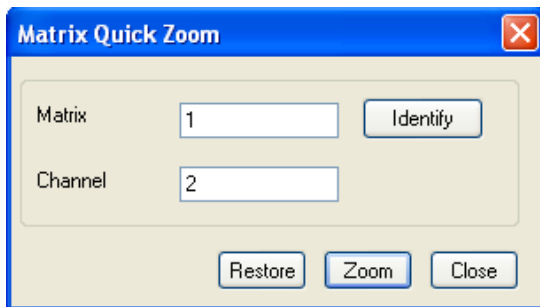 Matrix Quick Zoom
Matrix 1 Identify
Channel 2
Restore Zoom Close